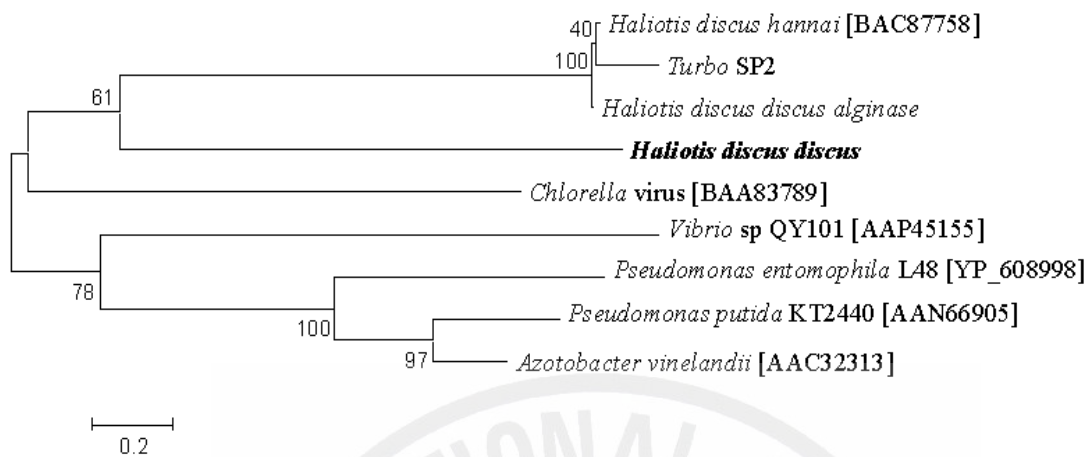 40
Haliotis discus hannai [BAC87758]
100
Turbo SP2
Haliotis discus discus alginase
61
Haliotis discus discus
Chlorella virus [BAA83789]
Vibrio sp QY101 [AAP45155]
78
Pseudomonas entomophila L48 [YP_608998]
100
Pseudomonas putida KT2440 [AAN66905]
97
Azotobacter vinelandii [AAC32313]
0.2